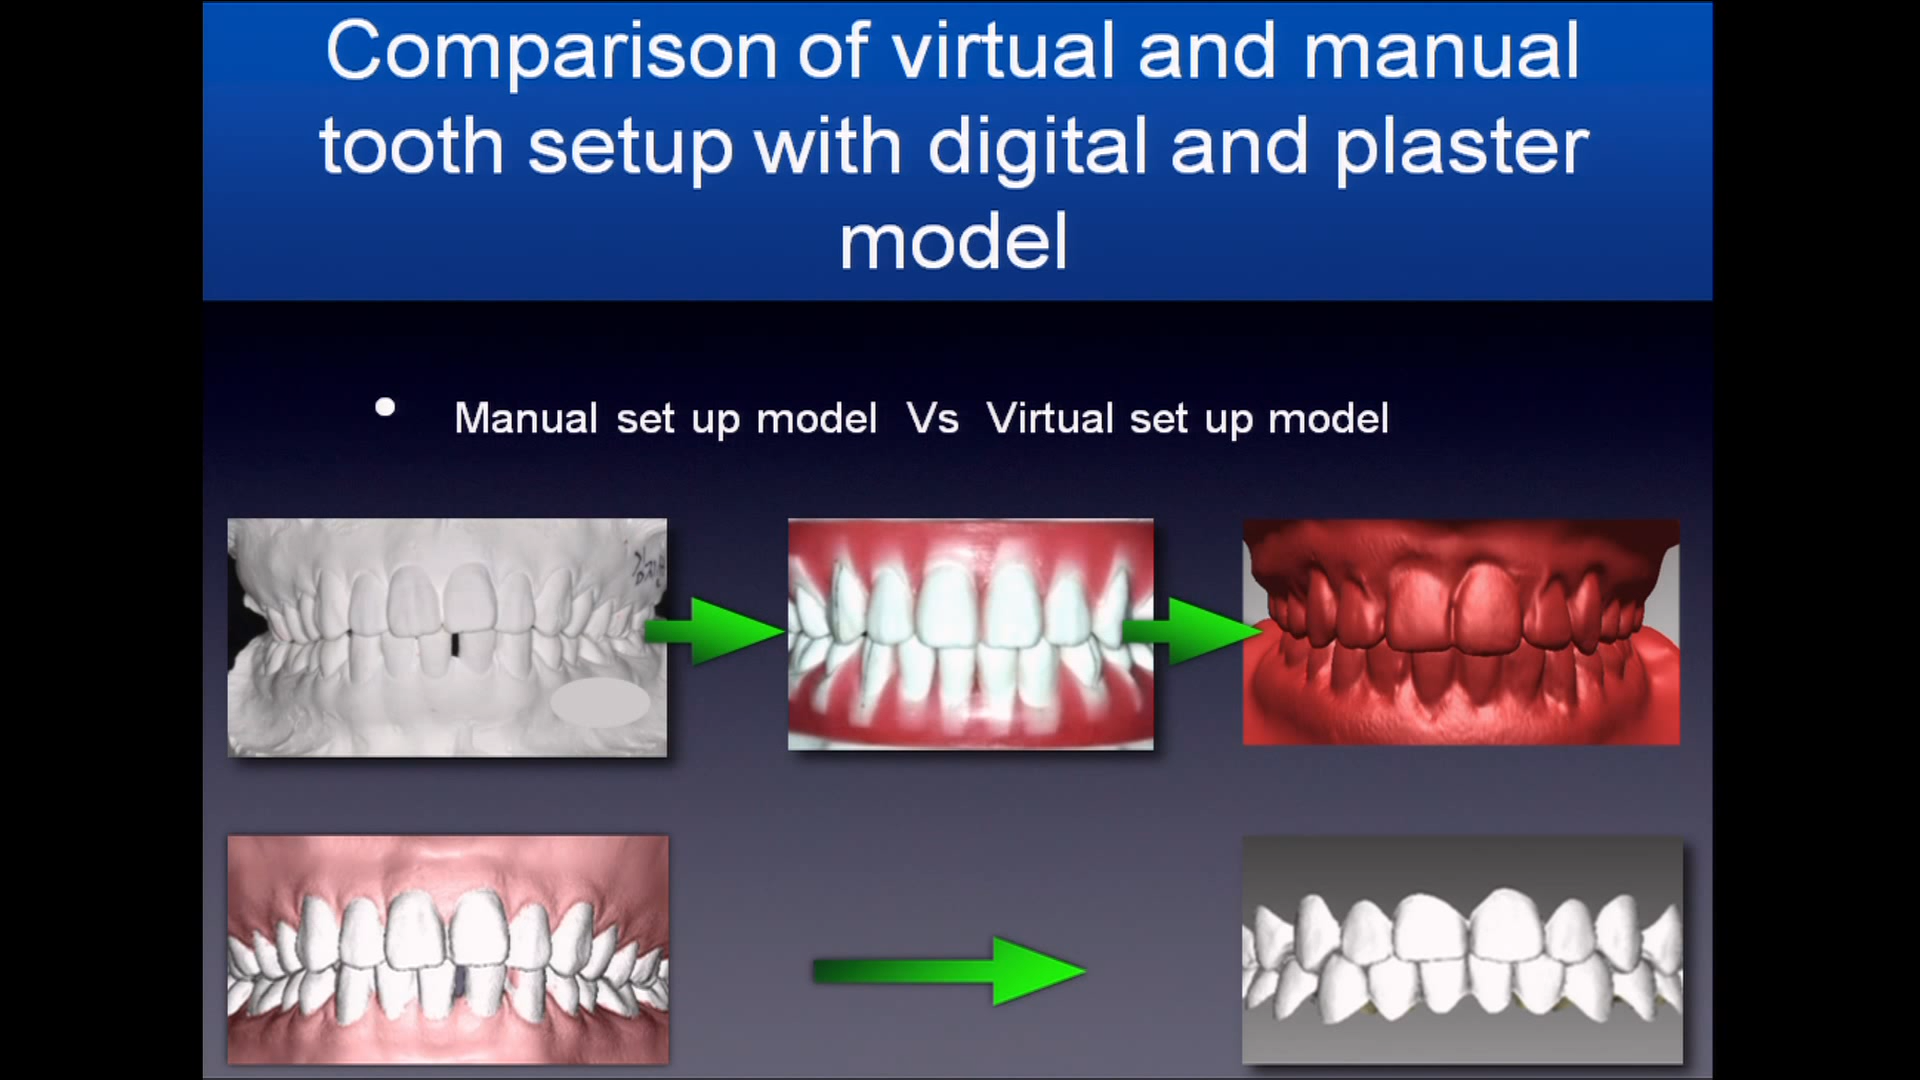 Comparison of virtual and manual
tooth setup with digital and plaster
model
• Manual set up model Vs Virtual set up model